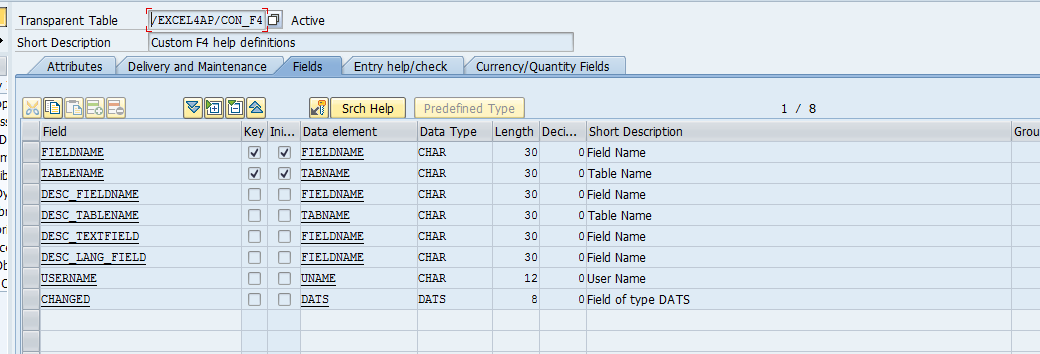 Transparent Table /EXCEL4AP/CON_F4 Active
Short Description Custom F4 help definitions
Attributes Delivery and Maintenance Fields Entry help/check Currency/Quantity Fields
Srch Help Predefined Type 1 / 8
Field Key Ini... Data element Data Type Length Deci... Short Description Grou
FIELDNAME FIELDNAME CHAR 30 0 Field Name
TABLENAME TABNAME CHAR 30 0 Table Name
DESC_FIELDNAME FIELDNAME CHAR 30 0 Field Name
DESC_TABLENAME TABNAME CHAR 30 0 Table Name
DESC_TEXTFIELD FIELDNAME CHAR 30 0 Field Name
DESC_LANG_FIELD FIELDNAME CHAR 30 0 Field Name
USERNAME UNAME CHAR 12 0 User Name
CHANGED DATS DATS 8 0 Field of type DATS